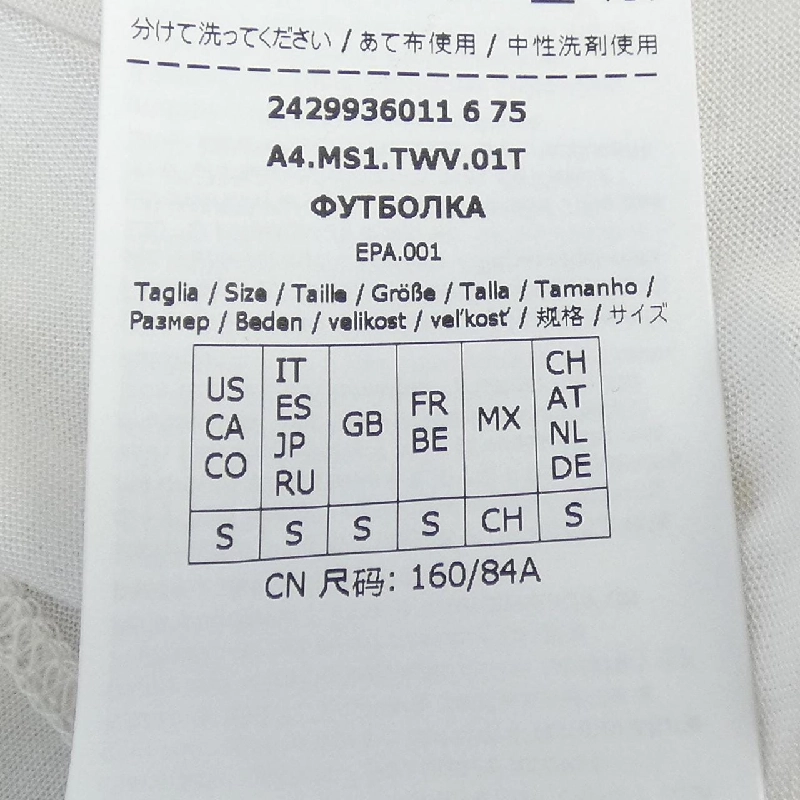 分けて洗ってください / あて布使用 / 中性洗剤使用
2429936011 6 75
A4.MS1.TWV.01T
ФУТБОЛКА
EPA.001
Taglia / Size / Taille / Größe / Talla / Tamanho /
Размер / Beden / velikost / veľkosť / 规格 / サイズ
US CA CO
IT ES JP RU
GB
FR BE
MX
CH AT NL DE
S S S S CH S
CN 尺码: 160/84A